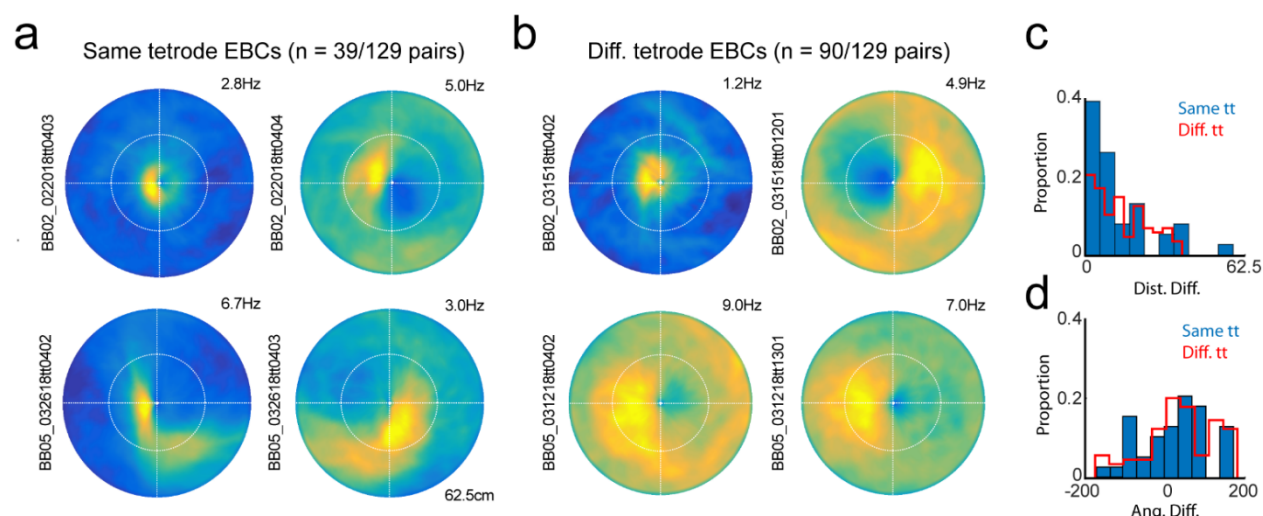 a
Same tetrode EBCs (n = 39/129 pairs)
2.8Hz
BB02_022018tt0403
5.0Hz
BB02_022018tt0404
6.7Hz
BB05_032618tt0402
3.0Hz
BB05_032618tt0403
62.5cm
b
Diff. tetrode EBCs (n = 90/129 pairs)
1.2Hz
BB02_031518tt0402
4.9Hz
BB02_031518tt01201
9.0Hz
BB05_031218tt0402
7.0Hz
BB05_031218tt1301
c
Same tt
Diff. tt
Proportion
0.4
0.2
0
0
62.5
Dist. Diff.
d
Same tt
Diff. tt
Proportion
0.4
0.2
0
-200
0
200
Ang. Diff.